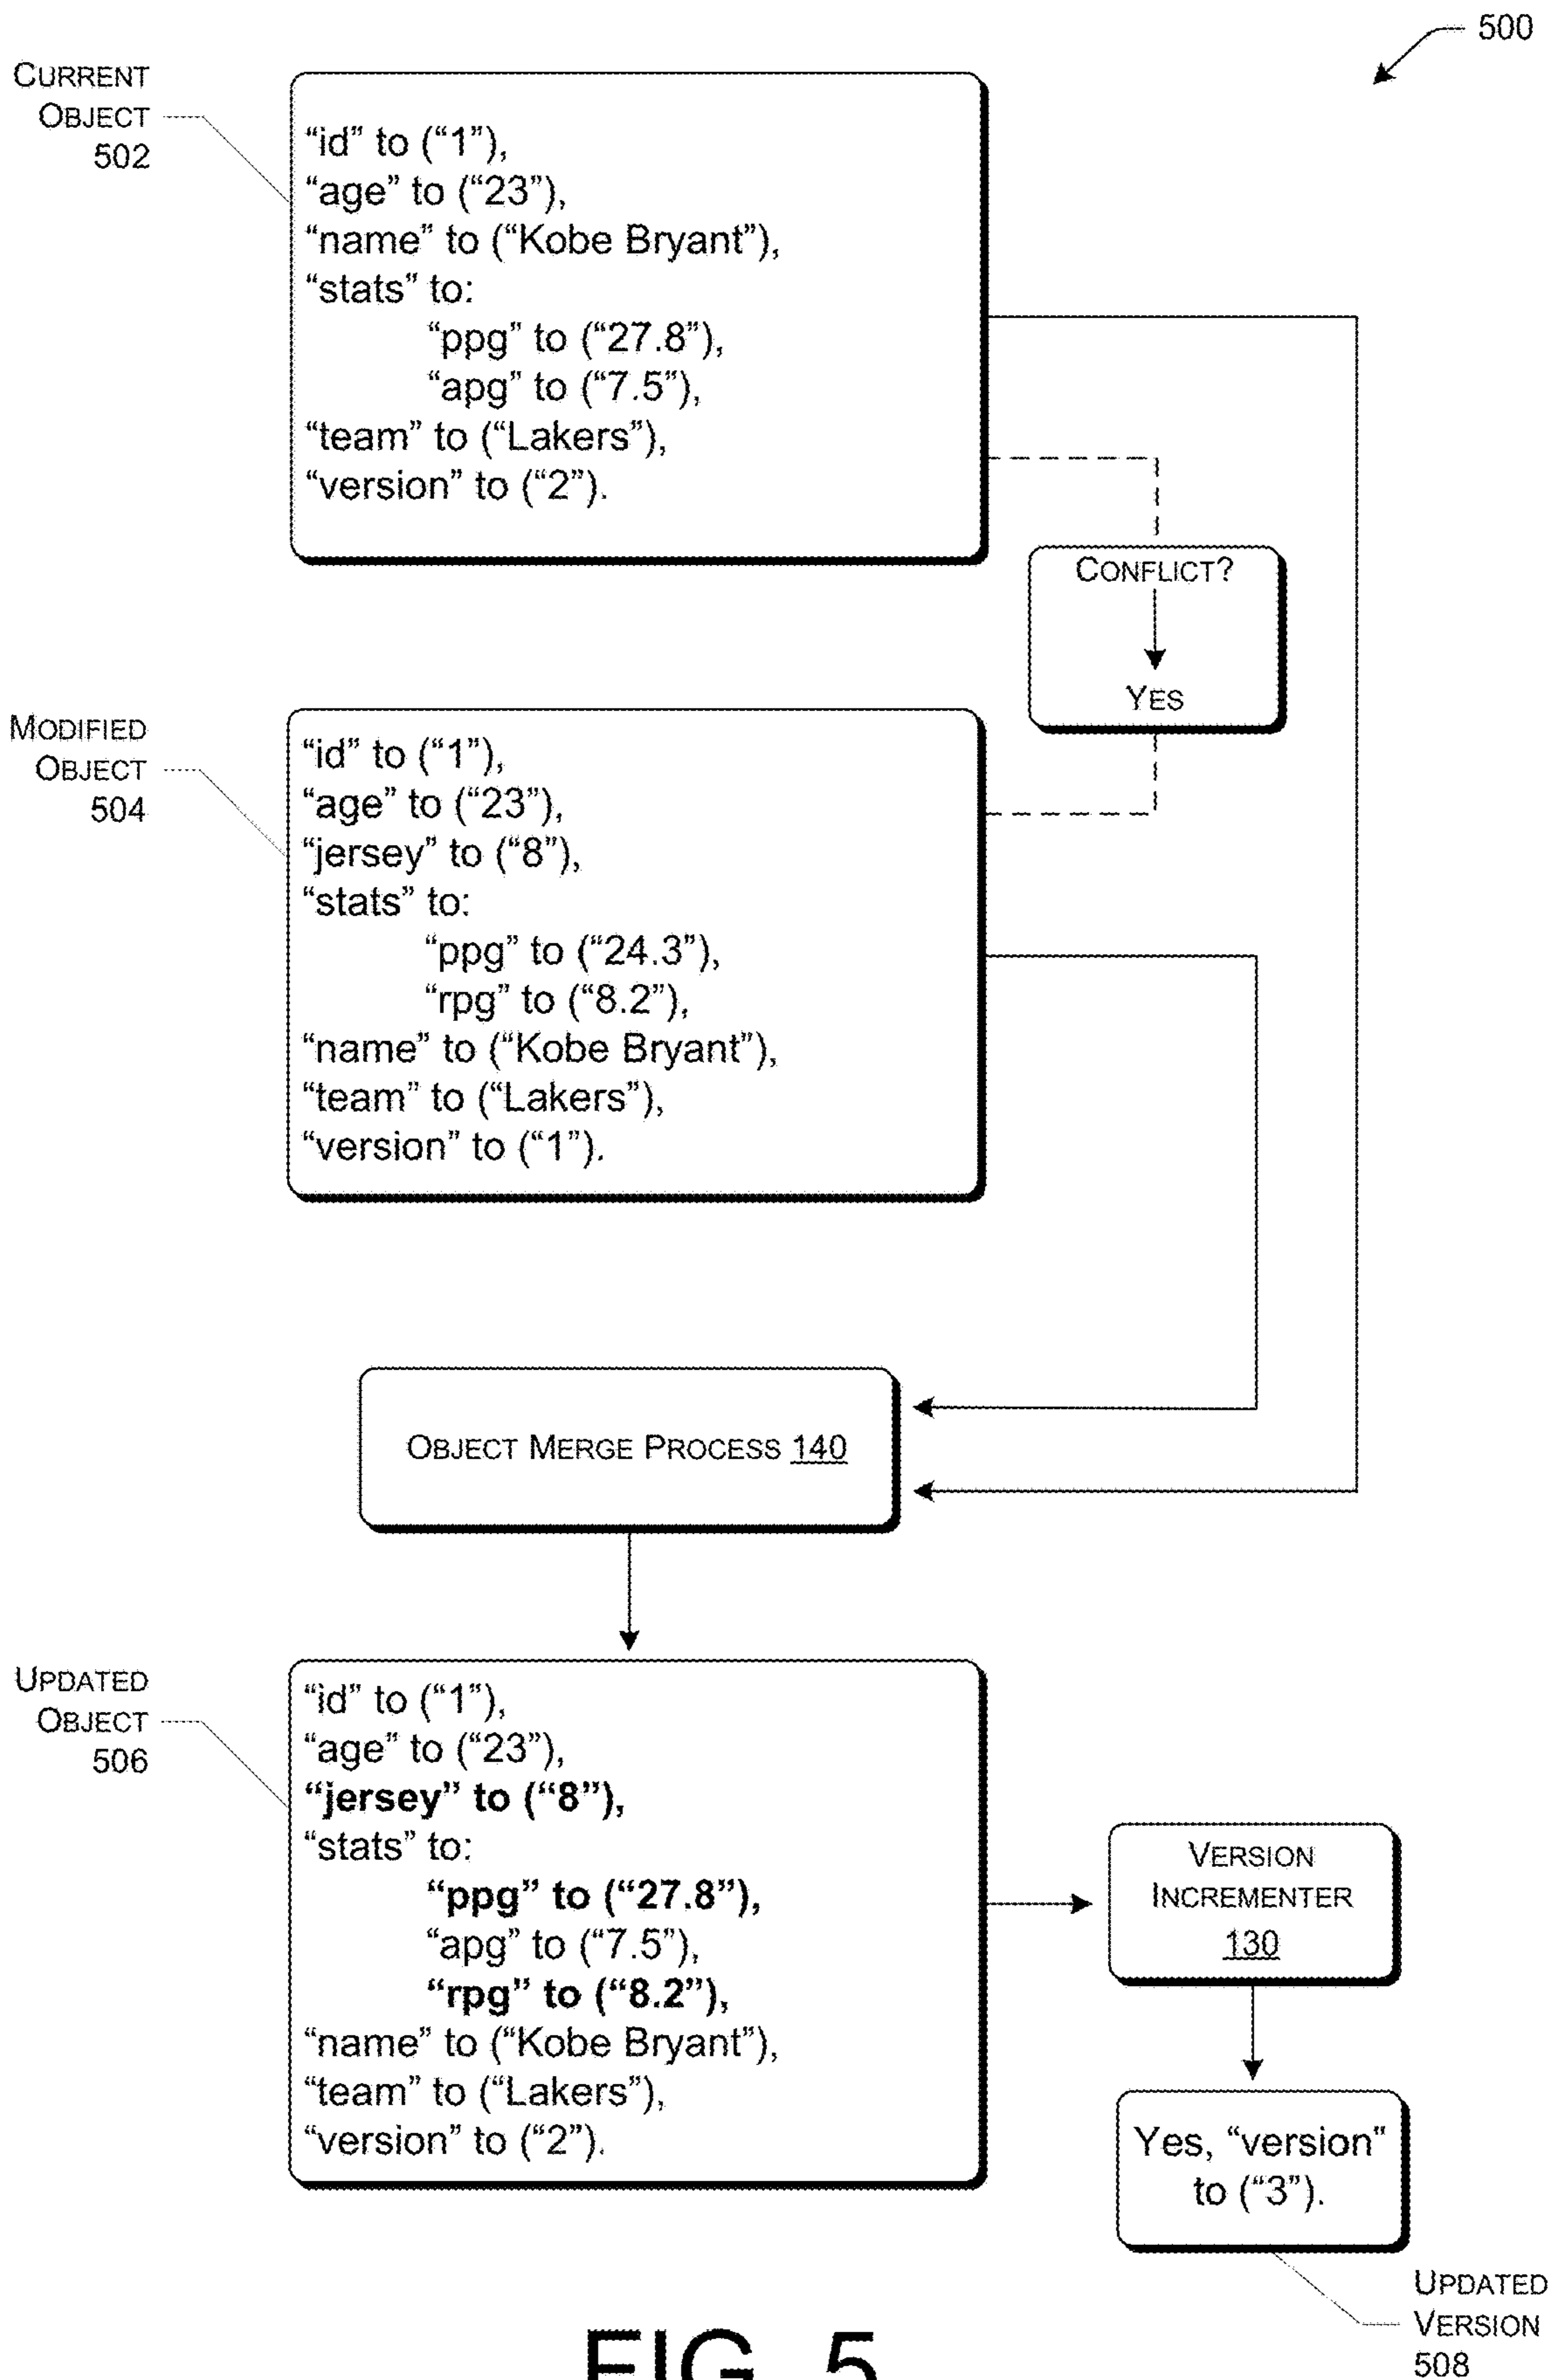 500
CURRENT
OBJECT
502
“id” to (“1”),
“age” to (“23”),
“name” to (“Kobe Bryant”),
“stats” to:
“ppg” to (“27.8”),
“apg” to (“7.5”),
“team” to (“Lakers”),
“version” to (“2”).
CONFLICT?
YES
MODIFIED
OBJECT
504
“id” to (“1”),
“age” to (“23”),
“jersey” to (“8”),
“stats” to:
“ppg” to (“24.3”),
“rpg” to (“8.2”),
“name” to (“Kobe Bryant”),
“team” to (“Lakers”),
“version” to (“1”).
OBJECT MERGE PROCESS 140
UPDATED
OBJECT
506
“id” to (“1”),
“age” to (“23”),
“jersey” to (“8”),
“stats” to:
“ppg” to (“27.8”),
“apg” to (“7.5”),
“rpg” to (“8.2”),
“name” to (“Kobe Bryant”),
“team” to (“Lakers”),
“version” to (“2”).
VERSION
INCREMENTER
130
Yes, “version”
to (“3”).
UPDATED
VERSION
508
FIG. 5